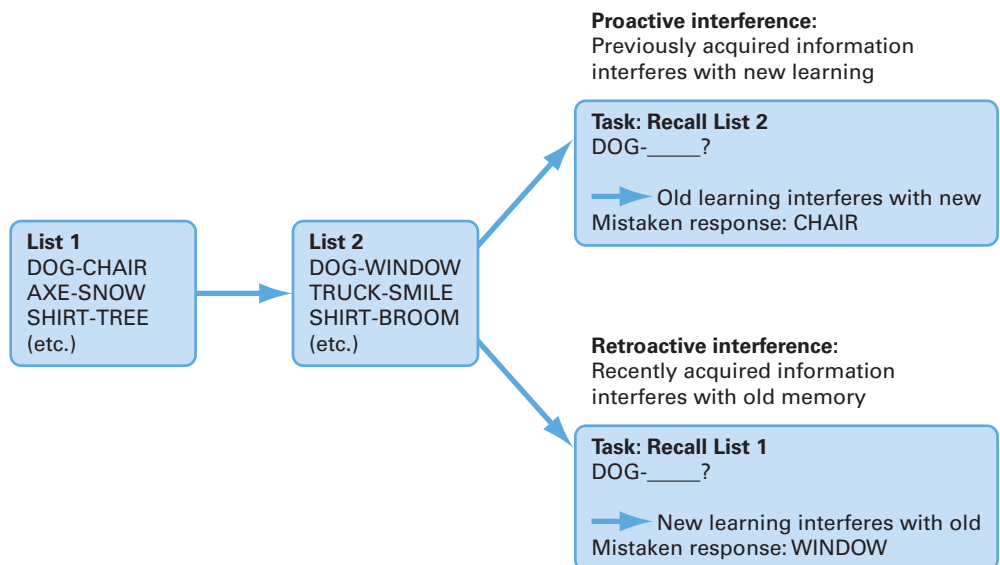 List 1
DOG-CHAIR
AXE-SNOW
SHIRT-TREE
(etc.)
List 2
DOG-WINDOW
TRUCK-SMILE
SHIRT-BROOM
(etc.)
Proactive interference:
Previously acquired information
interferes with new learning
Task: Recall List 2
DOG-_____?
Old learning interferes with new
Mistaken response: CHAIR
Retroactive interference:
Recently acquired information
interferes with old memory
Task: Recall List 1
DOG-_____?
New learning interferes with old
Mistaken response: WINDOW